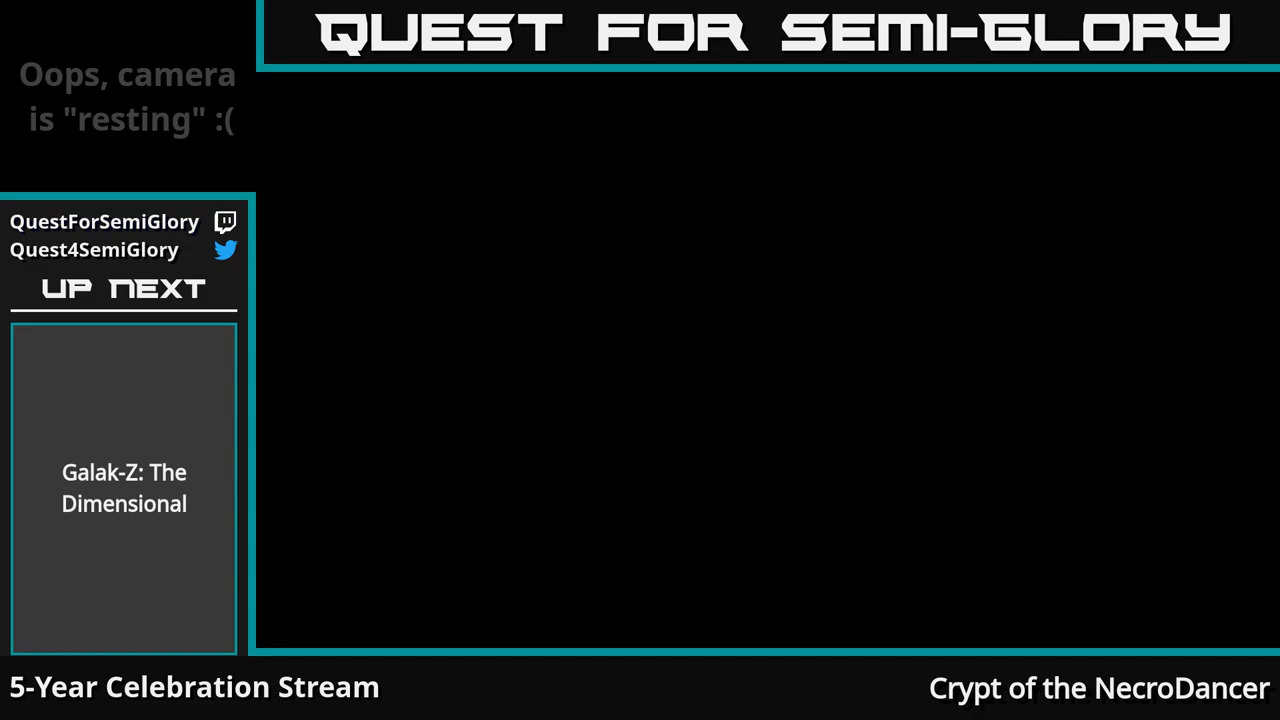 QUEST FOR SEMI-GLORY
Oops, camera
is "resting" :(
QuestForSemiGlory
Quest4SemiGlory
UP NEXT
Galak-Z: The
Dimensional
5-Year Celebration Stream
Crypt of the NecroDancer